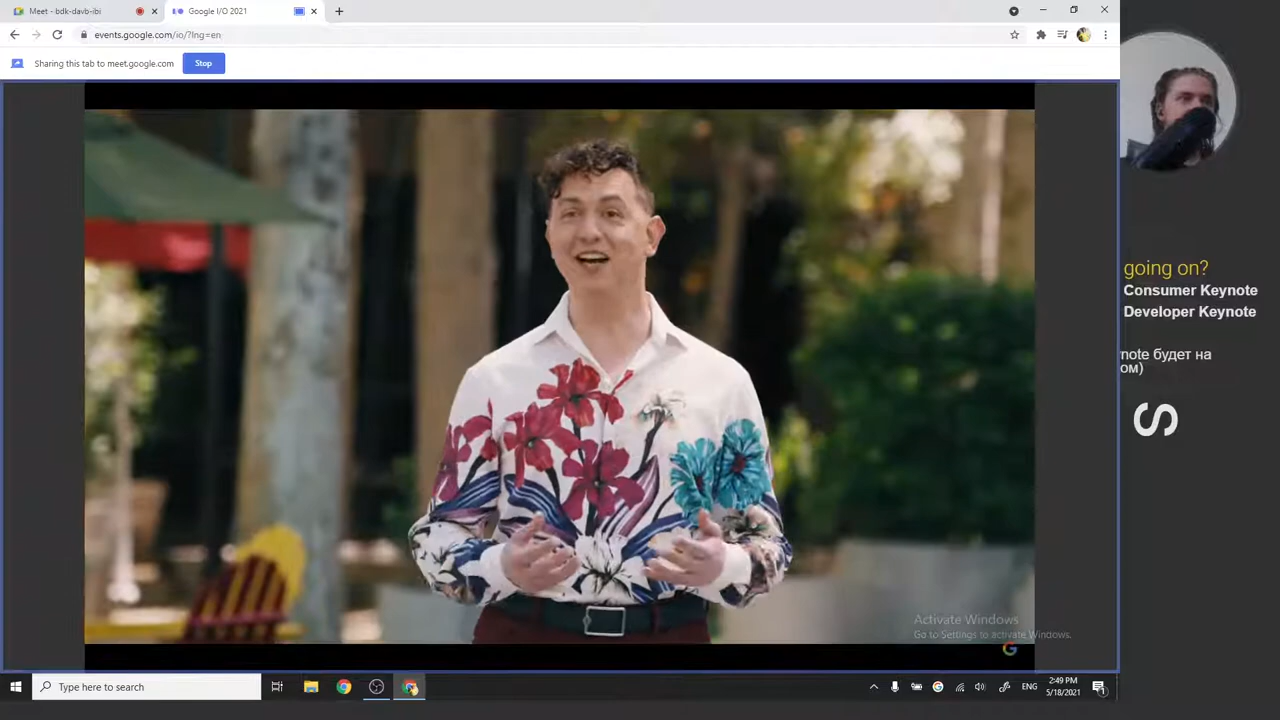 Meet - bdk-davb-ibi
Google I/O 2021
events.google.com/io/?lng=en
Sharing this tab to meet.google.com
Stop
going on?
Consumer Keynote
Developer Keynote
note будет на
ом)
S
Activate Windows
Go to Settings to activate Windows.
G
Type here to search
ENG
2:49 PM
5/18/2021